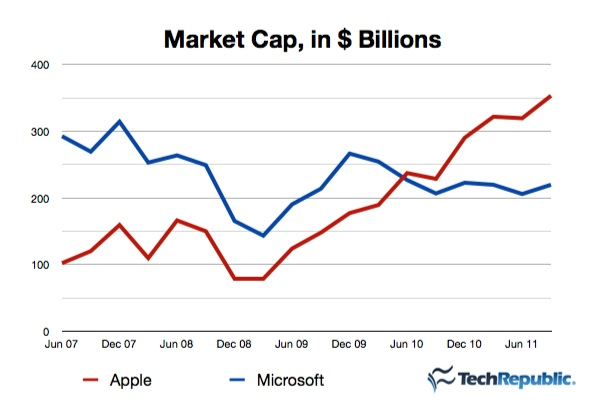 Market Cap, in $ Billions
400
300
200
100
0
Jun 07 Dec 07 Jun 08 Dec 08 Jun 09 Dec 09 Jun 10 Dec 10 Jun 11
Apple Microsoft
TechRepublic.